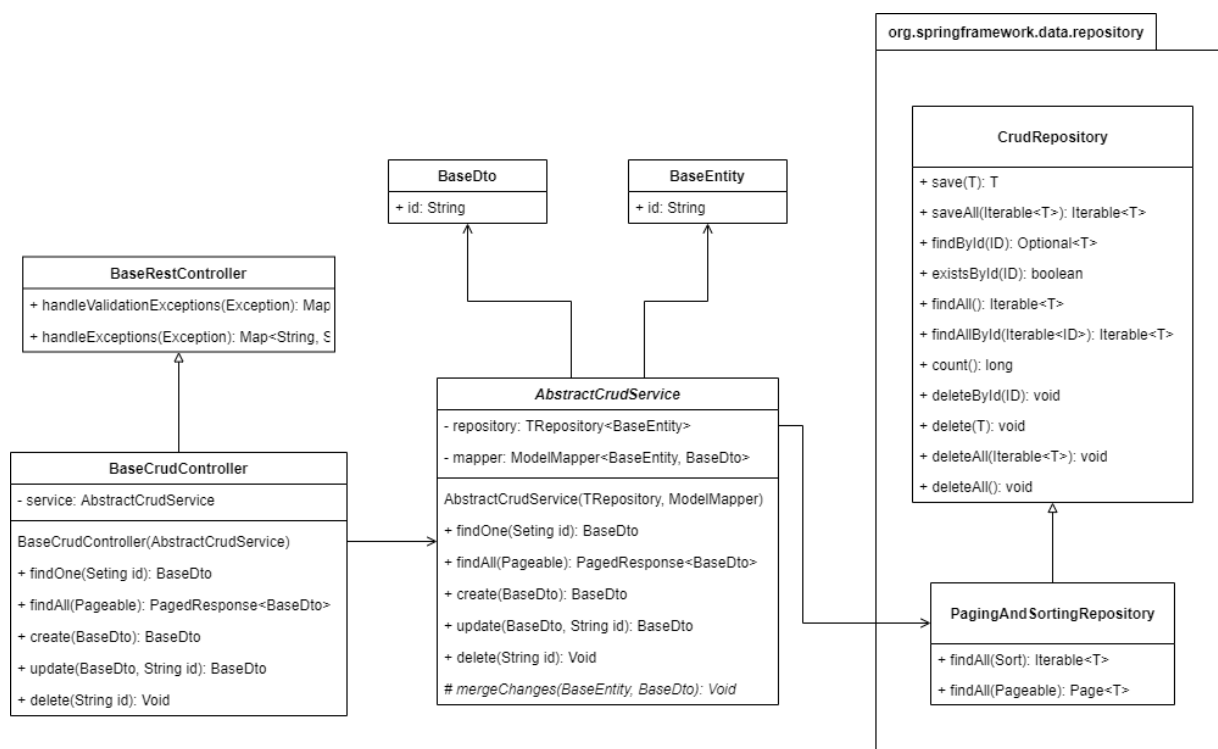 org.springframework.data.repository
CrudRepository
+ save(T): T
+ saveAll(Iterable<T>): Iterable<T>
+ findById(ID): Optional<T>
+ existsById(ID): boolean
+ findAll(): Iterable<T>
+ findAllById(Iterable<ID>): Iterable<T>
+ count(): long
+ deleteById(ID): void
+ delete(T): void
+ deleteAll(Iterable<T>): void
+ deleteAll(): void
BaseDto
+ id: String
BaseEntity
+ id: String
BaseRestController
+ handleValidationExceptions(Exception): Map
+ handleExceptions(Exception): Map<String, S
AbstractCrudService
- repository: TRepository<BaseEntity>
- mapper: ModelMapper<BaseEntity, BaseDto>
AbstractCrudService(TRepository, ModelMapper)
+ findOne(Seting id): BaseDto
+ findAll(Pageable): PagedResponse<BaseDto>
+ create(BaseDto): BaseDto
+ update(BaseDto, String id): BaseDto
+ delete(String id): Void
# mergeChanges(BaseEntity, BaseDto): Void
BaseCrudController
- service: AbstractCrudService
BaseCrudController(AbstractCrudService)
+ findOne(Seting id): BaseDto
+ findAll(Pageable): PagedResponse<BaseDto>
+ create(BaseDto): BaseDto
+ update(BaseDto, String id): BaseDto
+ delete(String id): Void
PagingAndSortingRepository
+ findAll(Sort): Iterable<T>
+ findAll(Pageable): Page<T>